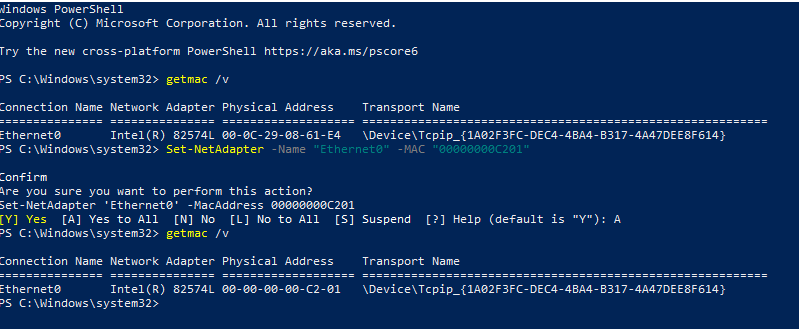 Windows PowerShell
Copyright (C) Microsoft Corporation. All rights reserved.
Try the new cross-platform PowerShell https://aka.ms/pscore6
PS C:\Windows\system32> getmac /v
Connection Name Network Adapter Physical Address    Transport Name
=============== =============== =================== ==========================================================
Ethernet0       Intel(R) 82574L 00-0C-29-08-61-E4   \Device\Tcpip_{1A02F3FC-DEC4-4BA4-B317-4A47DEE8F614}
PS C:\Windows\system32> Set-NetAdapter -Name "Ethernet0" -MAC "00000000C201"
Confirm
Are you sure you want to perform this action?
Set-NetAdapter 'Ethernet0' -MacAddress 00000000C201
[Y] Yes  [A] Yes to All  [N] No  [L] No to All  [S] Suspend  [?] Help (default is "Y"): A
PS C:\Windows\system32> getmac /v
Connection Name Network Adapter Physical Address    Transport Name
=============== =============== =================== ==========================================================
Ethernet0       Intel(R) 82574L 00-00-00-00-C2-01   \Device\Tcpip_{1A02F3FC-DEC4-4BA4-B317-4A47DEE8F614}
PS C:\Windows\system32>